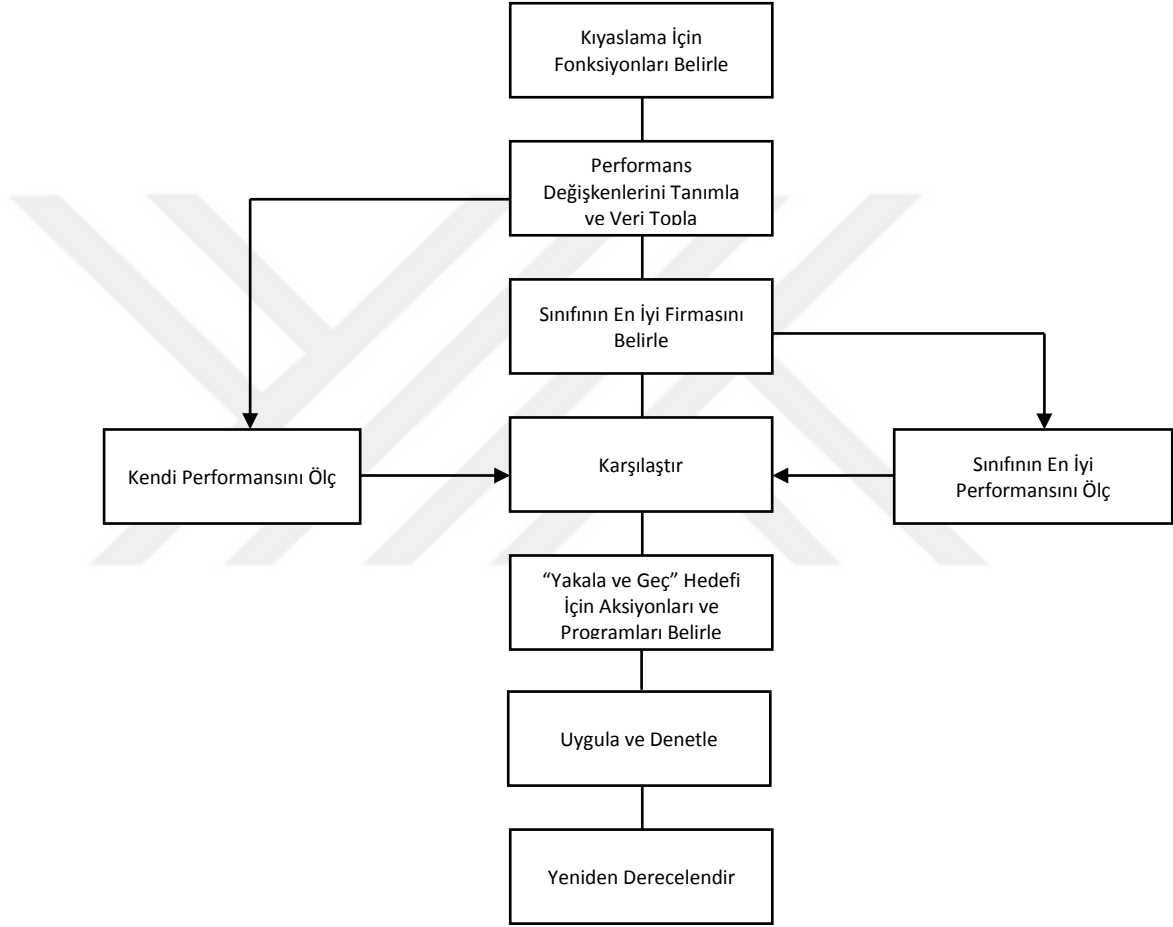 Kıyaslama İçin
Fonksiyonları Belirle
Performans
Değişkenlerini Tanımla
ve Veri Topla
Sınıfının En İyi Firmasını
Belirle
Kendi Performansını Ölç
Karşılaştır
Sınıfının En İyi
Performansını Ölç
“Yakala ve Geç” Hedefi
İçin Aksiyonları ve
Programları Belirle
Uygula ve Denetle
Yeniden Derecelendir